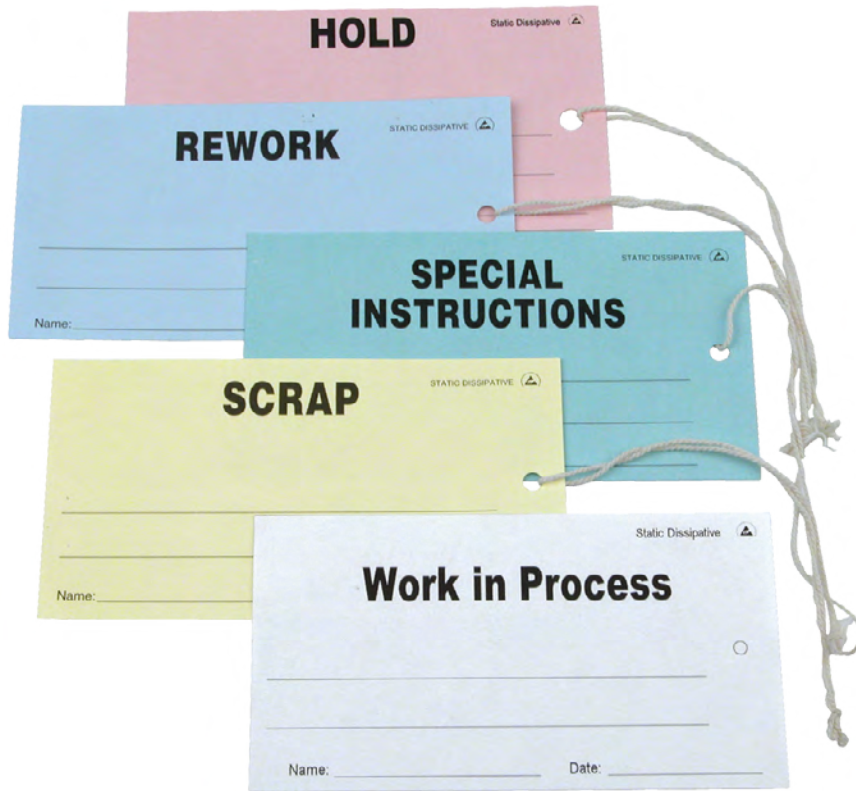 HOLD
Static Dissipative
REWORK
STATIC DISSIPATIVE
Name:
SPECIAL
INSTRUCTIONS
STATIC DISSIPATIVE
SCRAP
STATIC DISSIPATIVE
Name:
Static Dissipative
Work in Process
Name: Date: